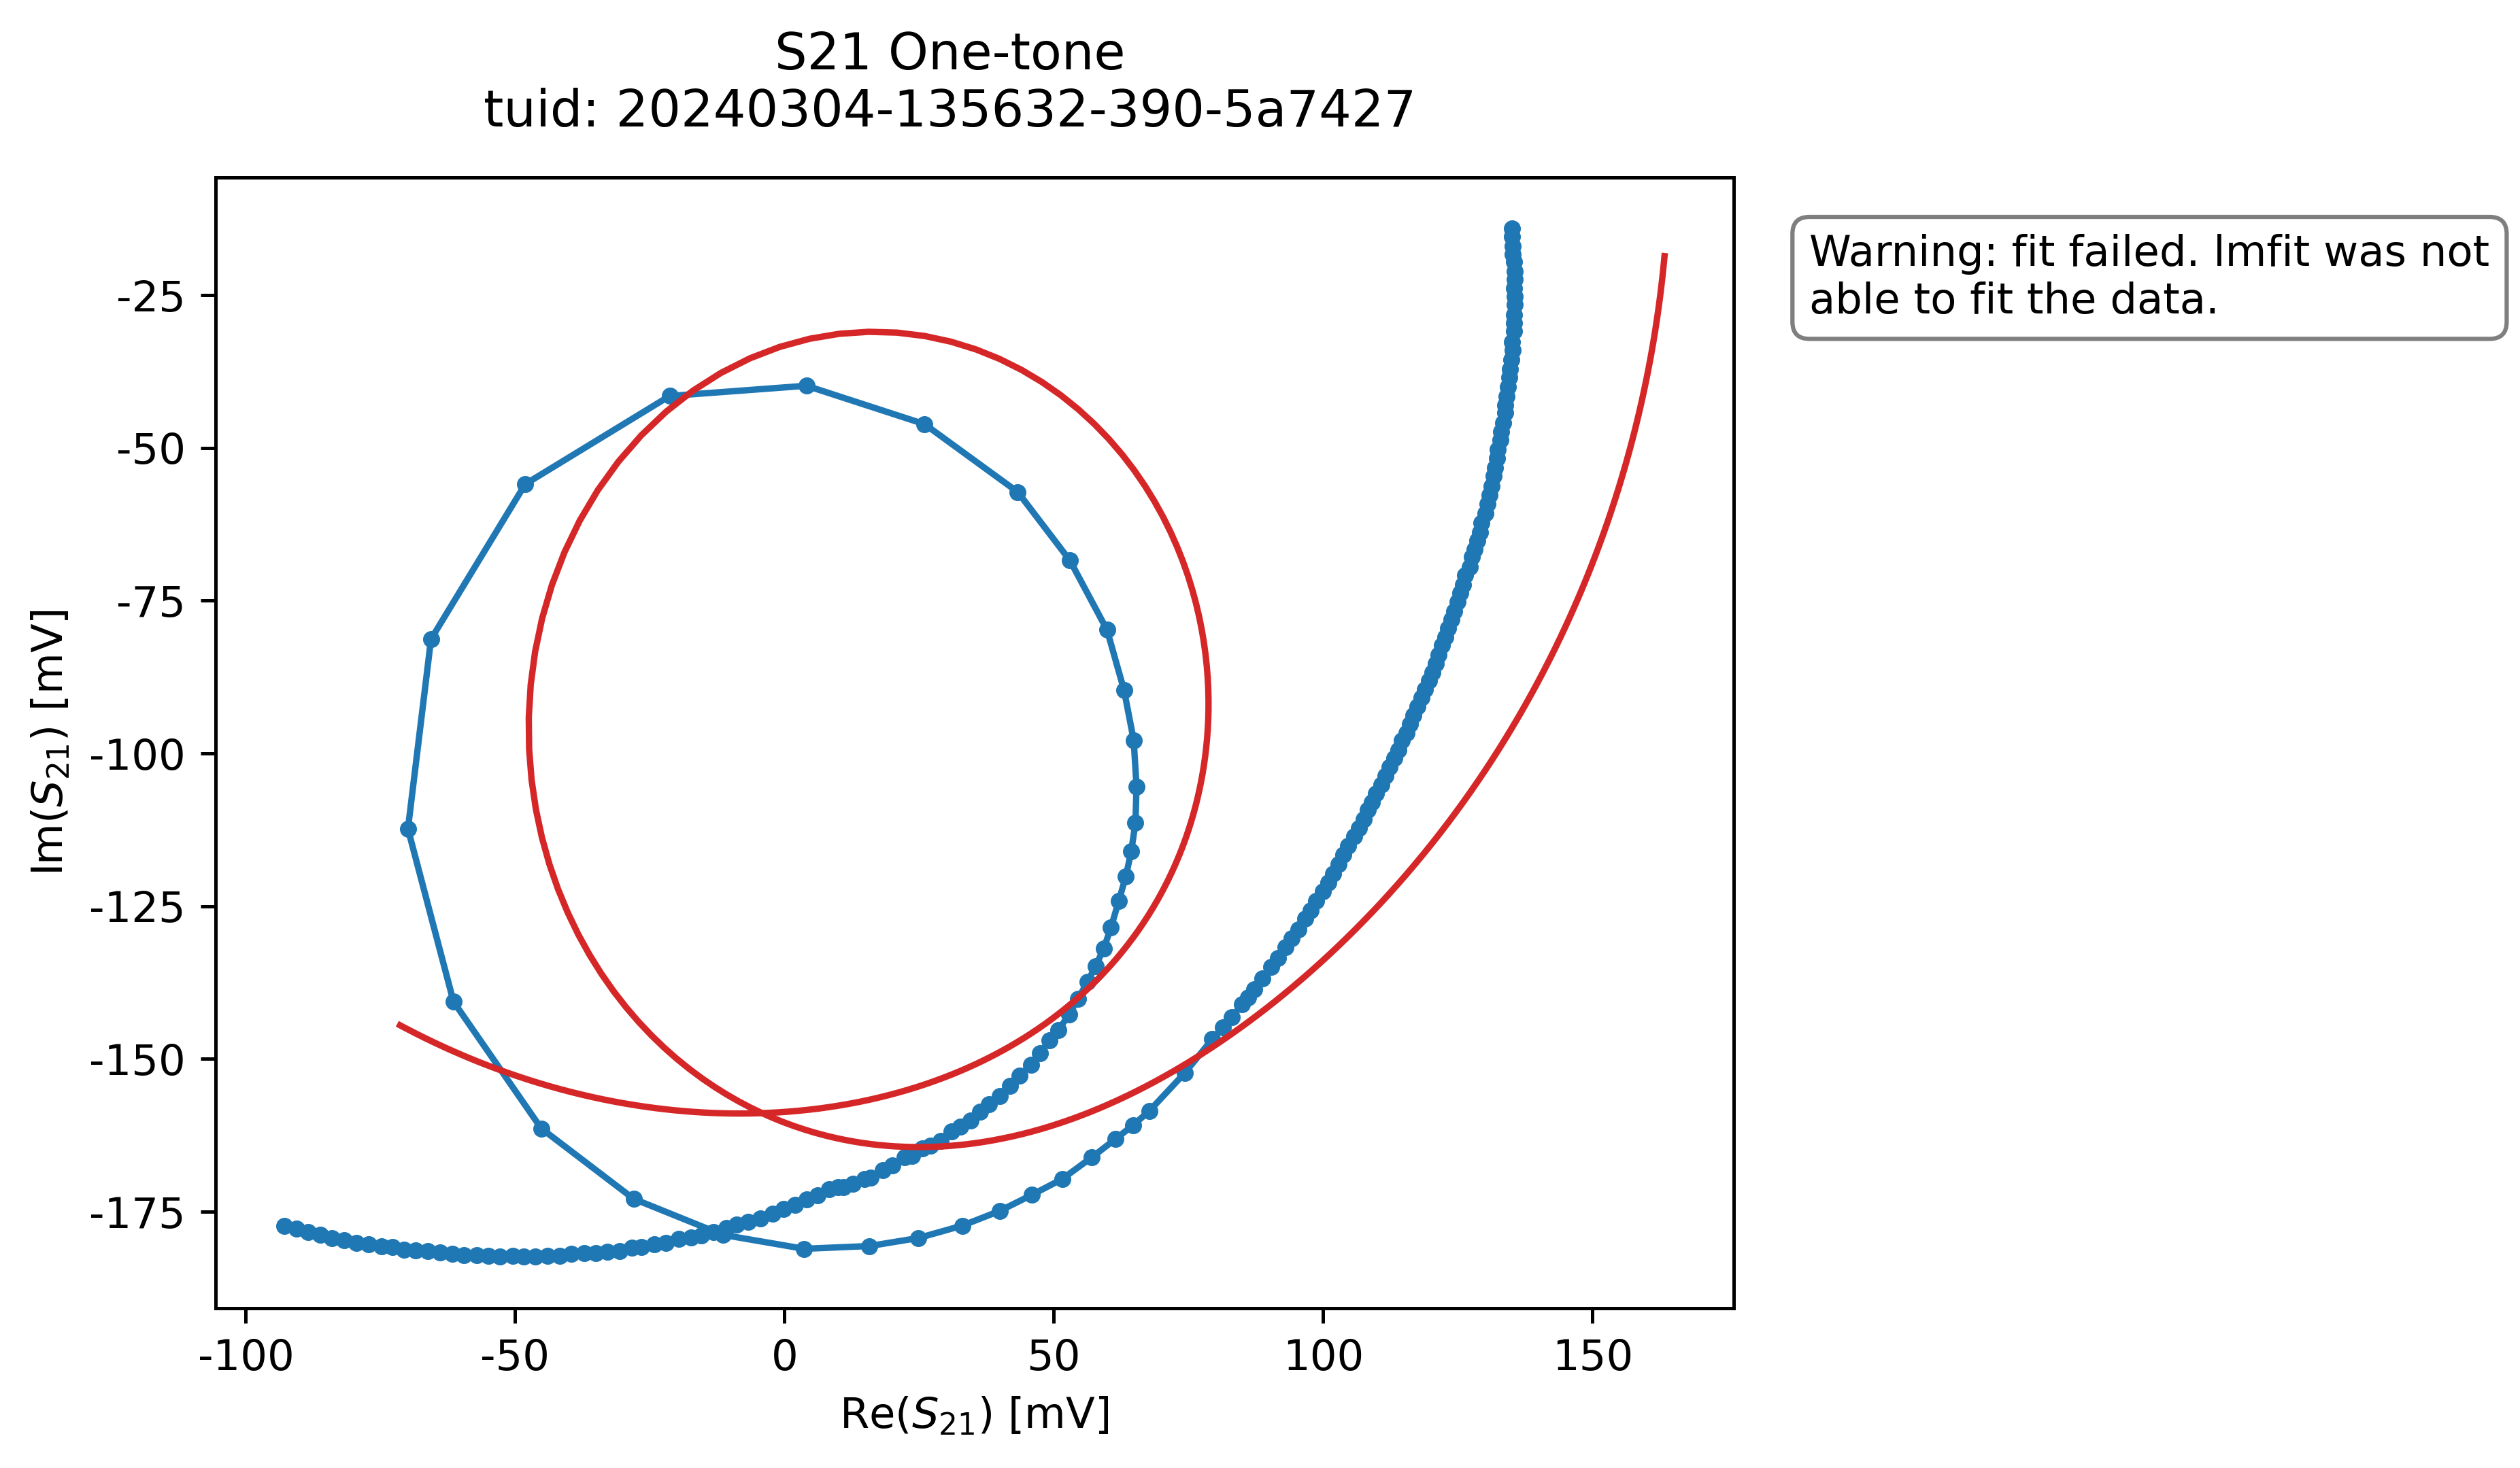 S21 One-tone
tuid: 20240304-135632-390-5a7427
Warning: fit failed. lmfit was not
able to fit the data.
Im(S21) [mV]
-25
-50
-75
-100
-125
-150
-175
-100 -50 0 50 100 150
Re(S21) [mV]